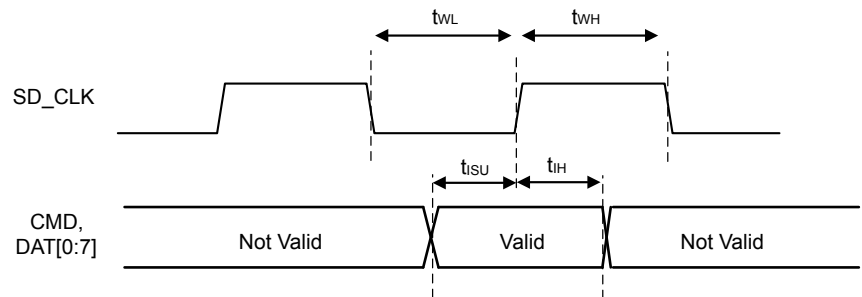 tWL
tWH
SD_CLK
tISU
tIH
CMD,
DAT[0:7]
Not Valid
Valid
Not Valid